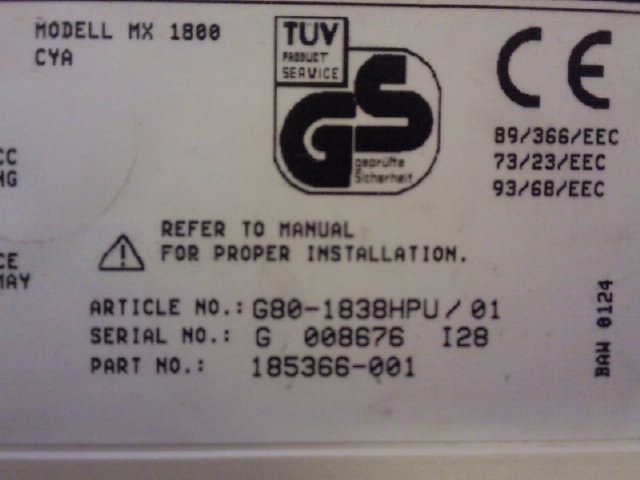 MODELL MX 1800
CYA
TÜV
PRODUCT
SERVICE
GS
geprüfte
Sicherheit
CE
89/366/EEC
73/23/EEC
93/68/EEC
CC
NG
REFER TO MANUAL
FOR PROPER INSTALLATION.
CE
MAY
ARTICLE NO.: G80-1838HPU/01
SERIAL NO.: G 008676 I28
PART NO.: 185366-001
BAW 0124